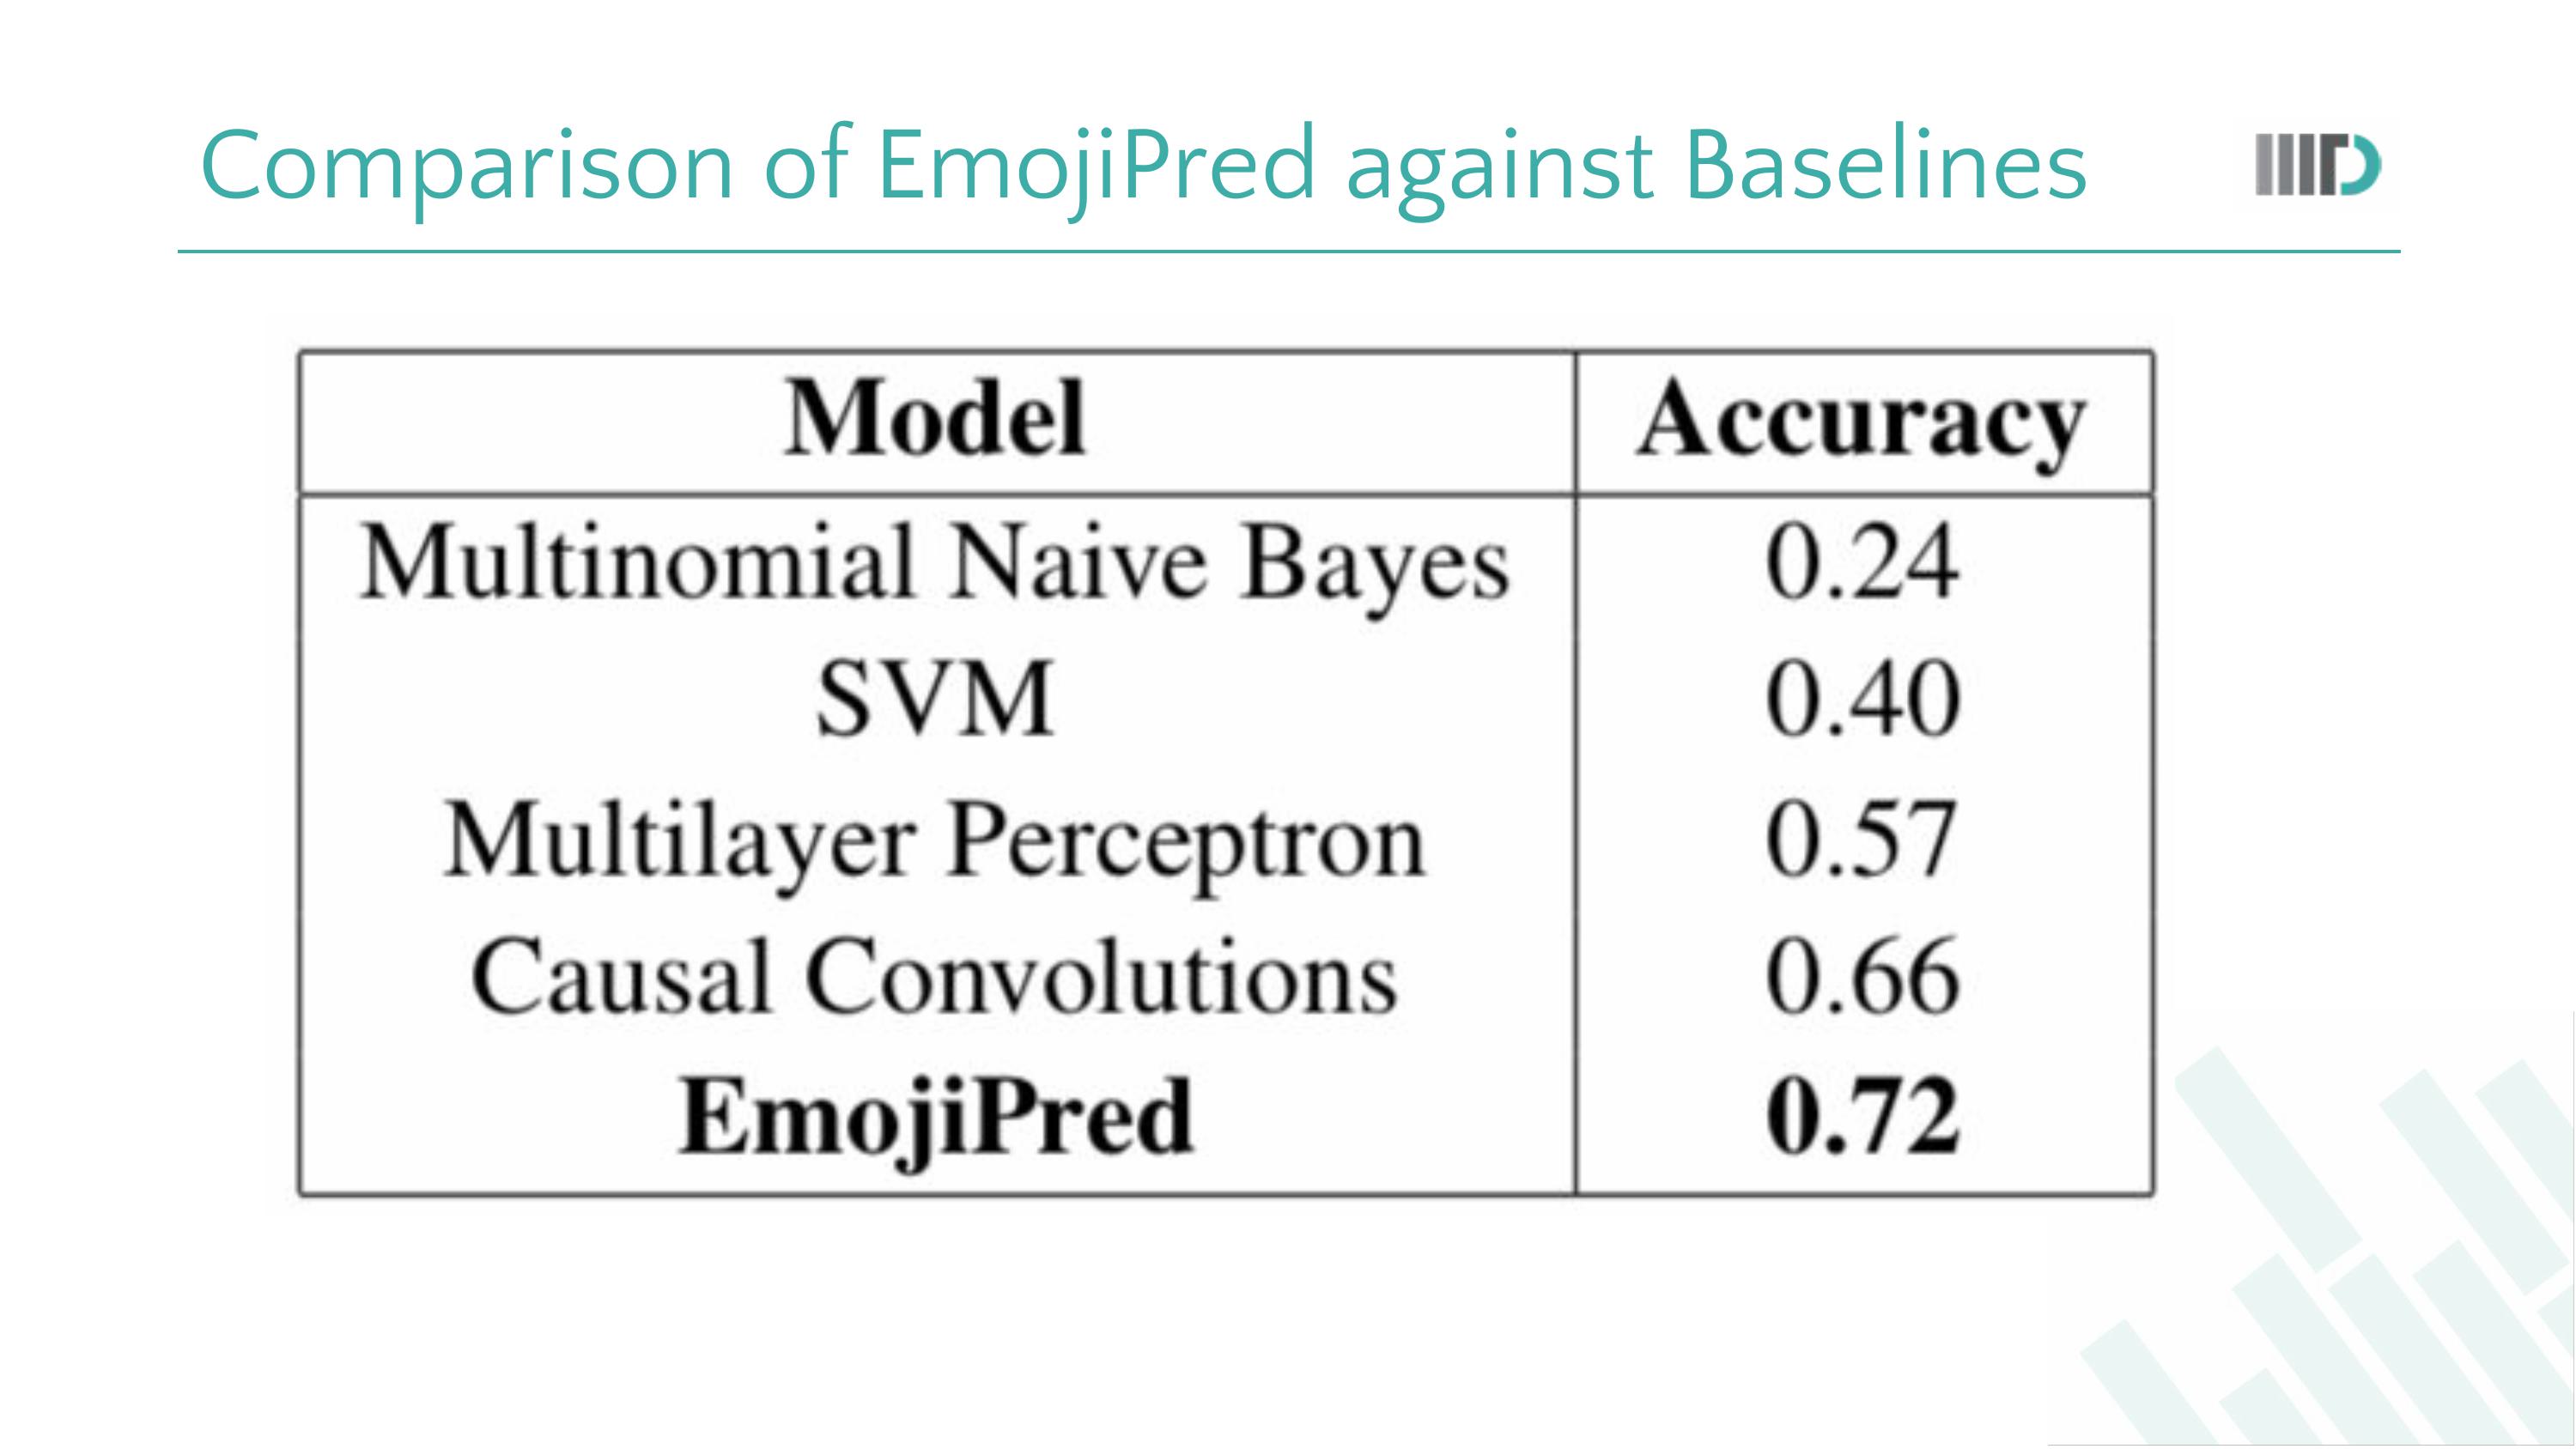 Comparison of EmojiPred against Baselines
IIITD
Model Accuracy
Multinomial Naive Bayes 0.24
SVM 0.40
Multilayer Perceptron 0.57
Causal Convolutions 0.66
EmojiPred 0.72